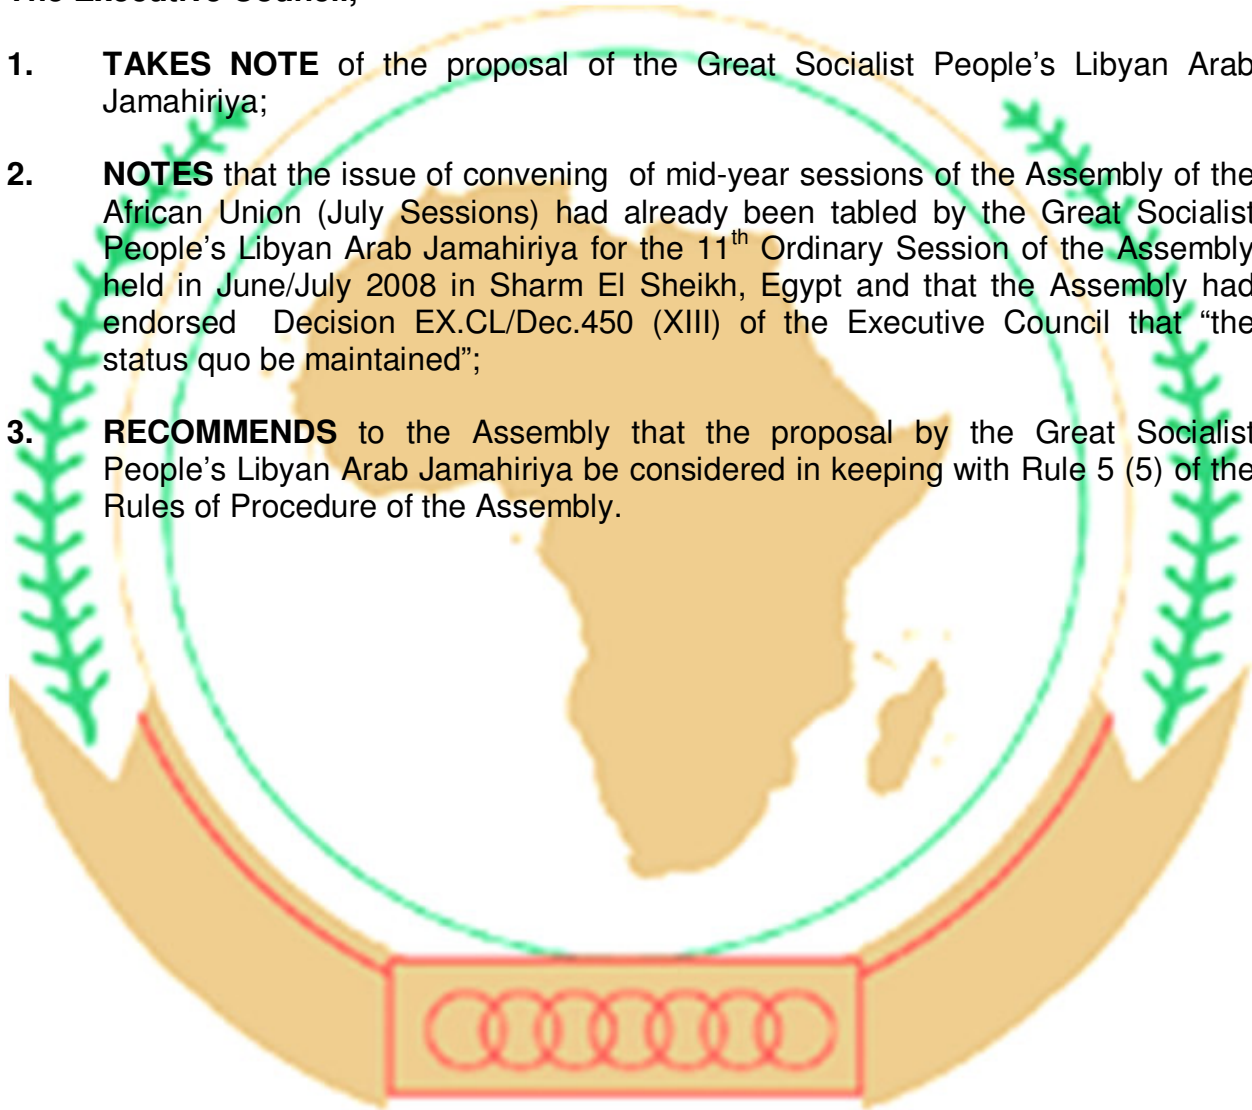 The Executive Council,
1. TAKES NOTE of the proposal of the Great Socialist People’s Libyan Arab
Jamahiriya;
2. NOTES that the issue of convening of mid-year sessions of the Assembly of the
African Union (July Sessions) had already been tabled by the Great Socialist
People’s Libyan Arab Jamahiriya for the 11th Ordinary Session of the Assembly
held in June/July 2008 in Sharm El Sheikh, Egypt and that the Assembly had
endorsed Decision EX.CL/Dec.450 (XIII) of the Executive Council that “the
status quo be maintained”;
3. RECOMMENDS to the Assembly that the proposal by the Great Socialist
People’s Libyan Arab Jamahiriya be considered in keeping with Rule 5 (5) of the
Rules of Procedure of the Assembly.